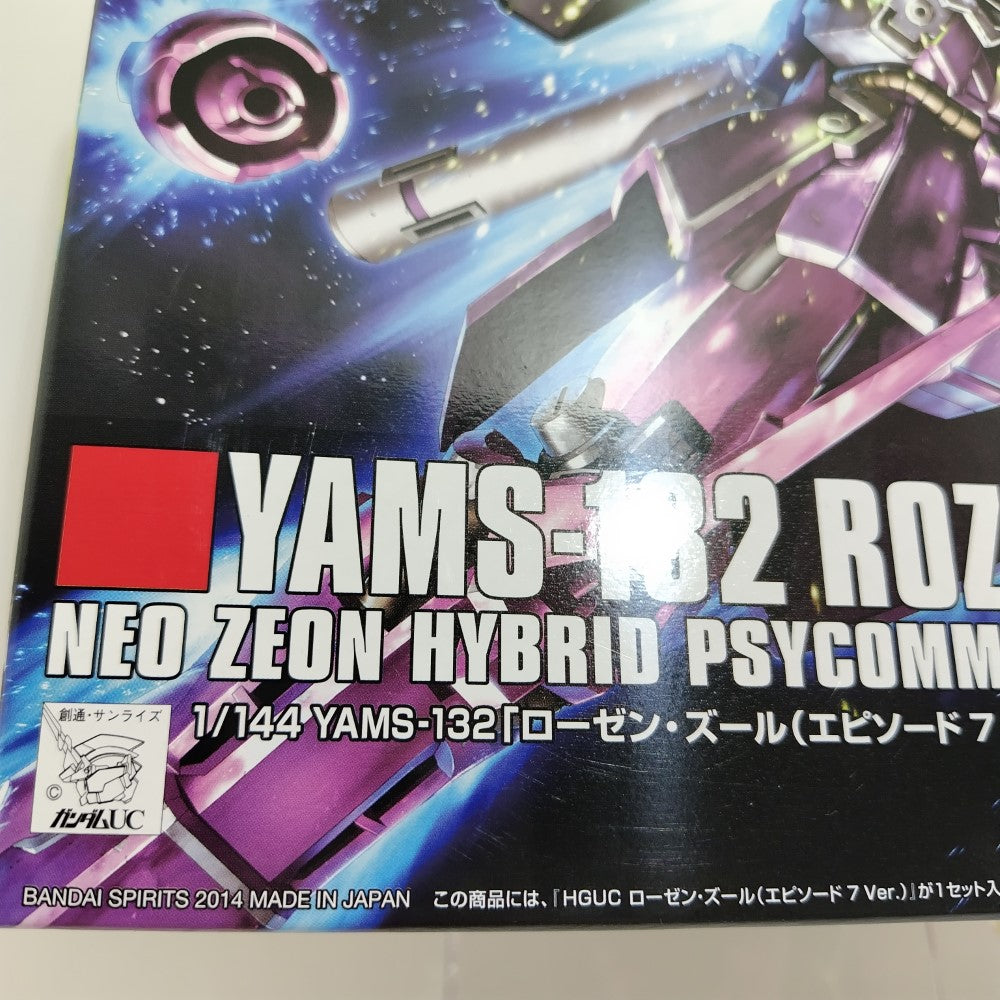 YAMS-132 ROZ
NEO ZEON HYBRID PSYCOMM
1/144 YAMS-132「ローゼン・ズール(エピソード 7
創通・サンライズ
©
ガンダムUC
BANDAI SPIRITS 2014 MADE IN JAPAN この商品には、『HGUC ローゼン・ズール(エピソード 7 Ver.)』が1セット入